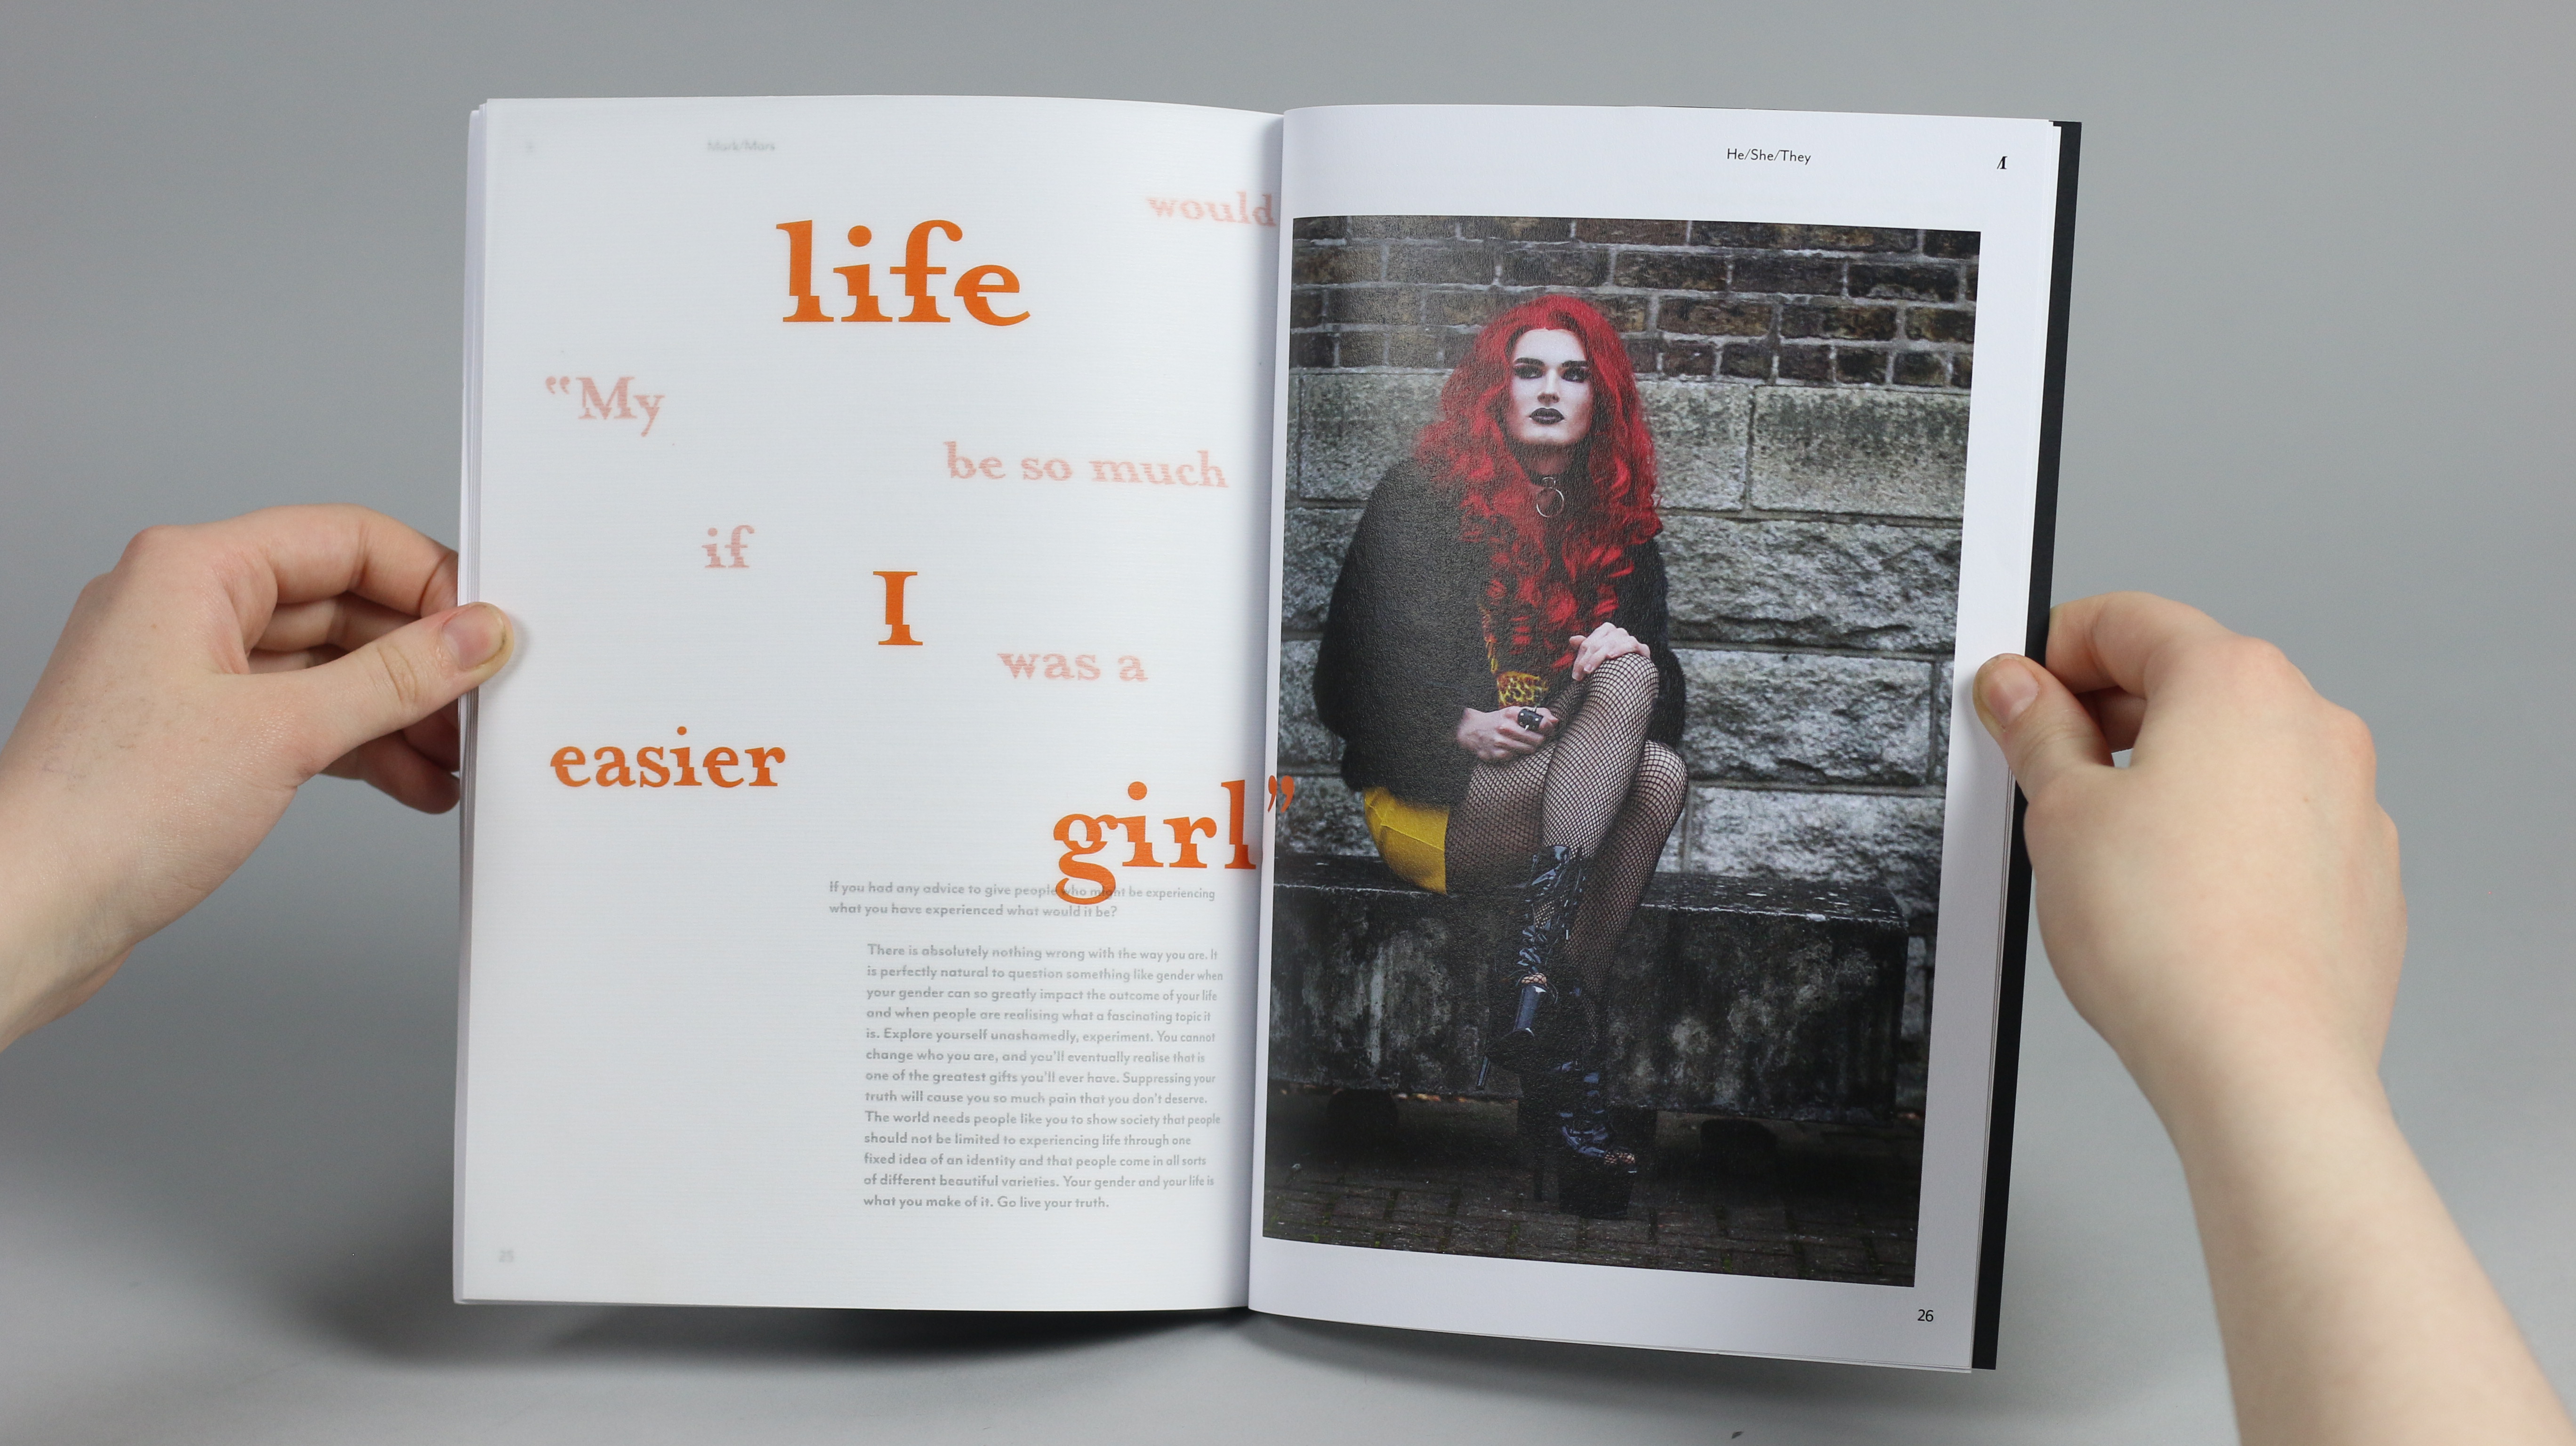 Mark/Mars
would
life
“My
be so much
if
I
was a
easier
girl”
If you had any advice to give people who might be experiencing
what you have experienced what would it be?
There is absolutely nothing wrong with the way you are. It
is perfectly natural to question something like gender when
your gender can so greatly impact the outcome of your life
and when people are realising what a fascinating topic it
is. Explore yourself unashamedly, experiment. You cannot
change who you are, and you'll eventually realise that is
one of the greatest gifts you'll ever have. Suppressing your
truth will cause you so much pain that you don't deserve.
The world needs people like you to show society that people
should not be limited to experiencing life through one
fixed idea of an identity and that people come in all sorts
of different beautiful varieties. Your gender and your life is
what you make of it. Go live your truth.
25
He/She/They
26